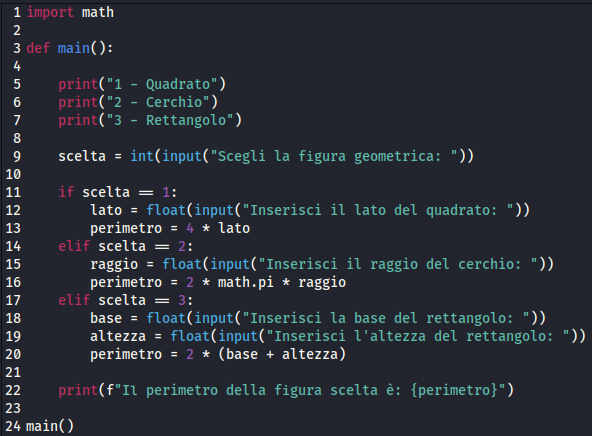 1 import math
2
3 def main():
4
5     print("1 - Quadrato")
6     print("2 - Cerchio")
7     print("3 - Rettangolo")
8
9     scelta = int(input("Scegli la figura geometrica: "))
10
11     if scelta == 1:
12         lato = float(input("Inserisci il lato del quadrato: "))
13         perimetro = 4 * lato
14     elif scelta == 2:
15         raggio = float(input("Inserisci il raggio del cerchio: "))
16         perimetro = 2 * math.pi * raggio
17     elif scelta == 3:
18         base = float(input("Inserisci la base del rettangolo: "))
19         altezza = float(input("Inserisci l'altezza del rettangolo: "))
20         perimetro = 2 * (base + altezza)
21
22     print(f"Il perimetro della figura scelta è: {perimetro}")
23
24 main()